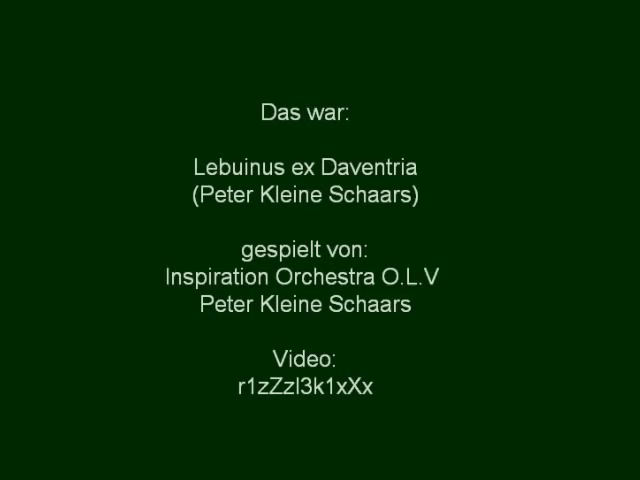 Das war:
Lebuinus ex Daventria
(Peter Kleine Schaars)
gespielt von:
Inspiration Orchestra O.L.V
Peter Kleine Schaars
Video:
r1zZzl3k1xXx